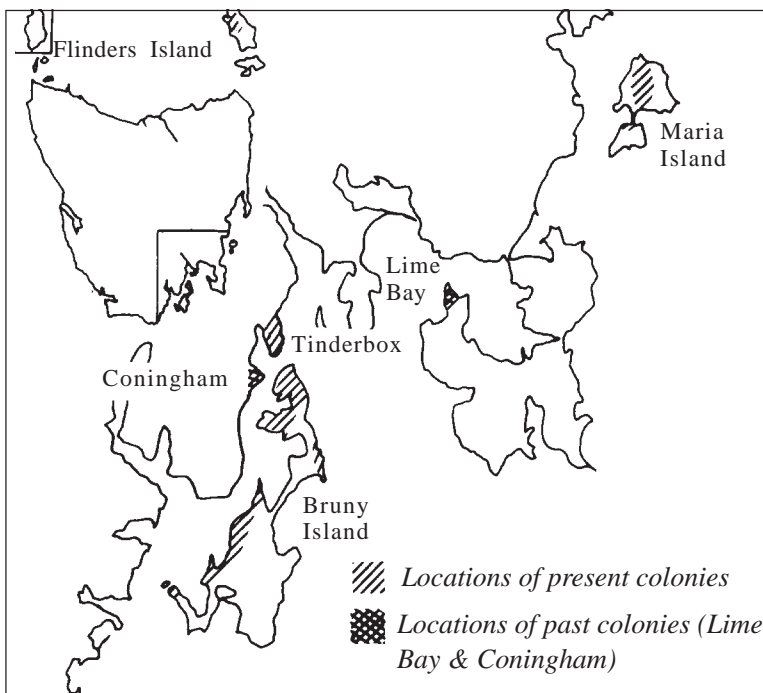 Flinders Island
Maria
Island
Lime
Bay
Tinderbox
Coningham
Bruny
Island
Locations of present colonies
Locations of past colonies (Lime
Bay & Coningham)